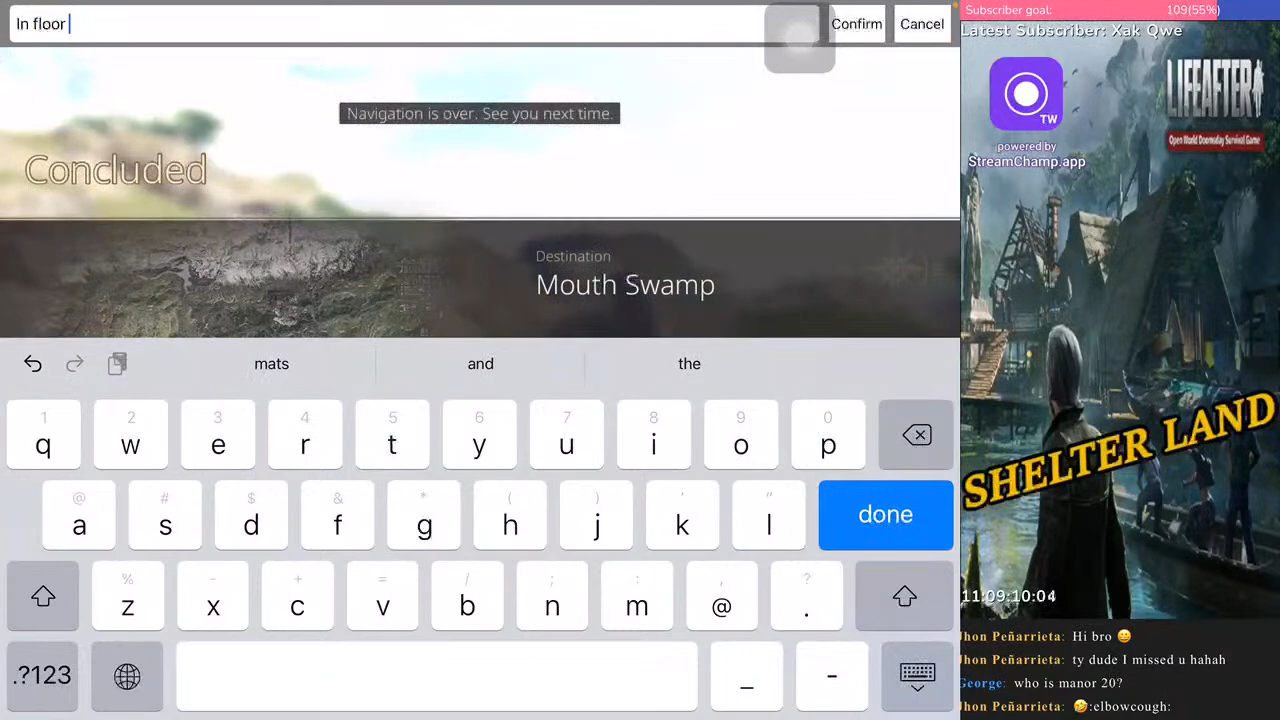 In floor
Confirm
Cancel
Navigation is over. See you next time.
Concluded
Destination
Mouth Swamp
mats
and
the
1 2 3 4 5 6 7 8 9 0
q w e r t y u i o p
@ # $ & * ( ) ' "
a s d f g h j k l
done
% - + = / ; : , ?
z x c v b n m @ .
.?123
_ -
Subscriber goal: 109(55%)
Latest Subscriber: Xak Qwe
TW
powered by
StreamChamp.app
LIFEAFTER
Open World Doomsday Survival Game
SHELTER LAND
11:09:10:04
Jhon Peñarrieta: Hi bro 😀
Jhon Peñarrieta: ty dude I missed u hahah
George: who is manor 20?
Jhon Peñarrieta: 🤣:elbowcough: